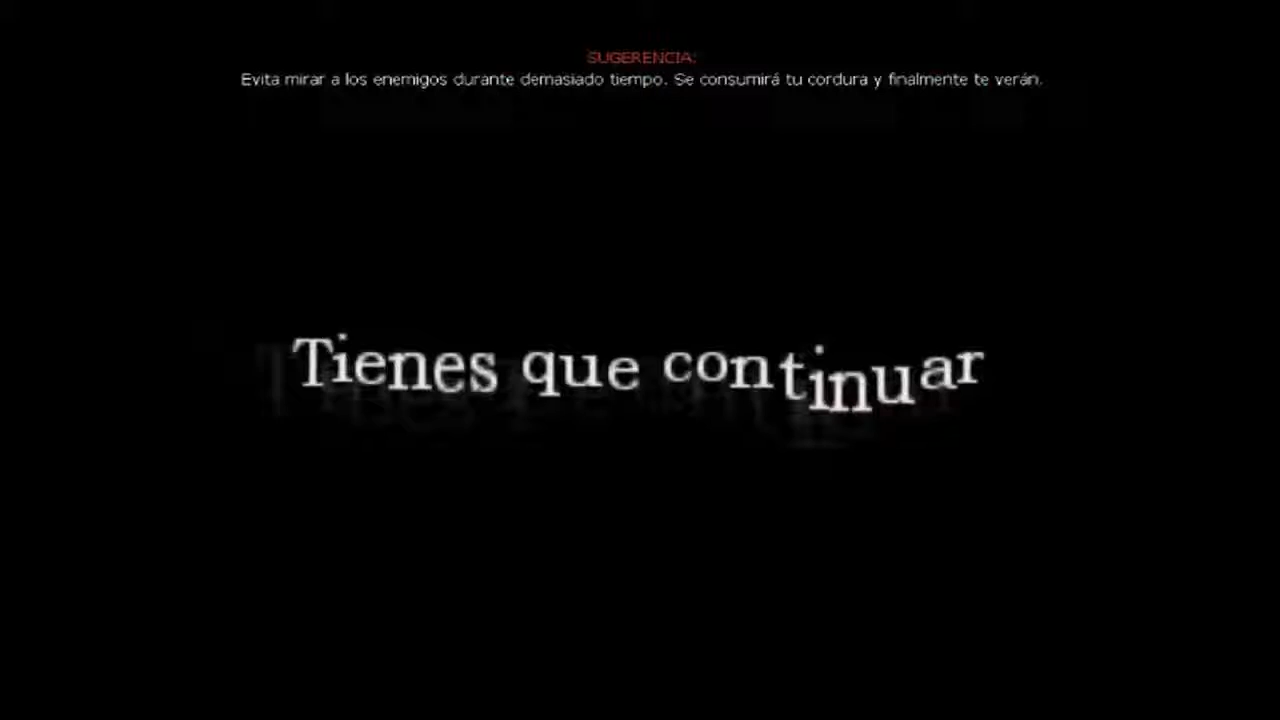 SUGERENCIA:
Evita mirar a los enemigos durante demasiado tiempo. Se consumirá tu cordura y finalmente te verán.
Tienes que continuar